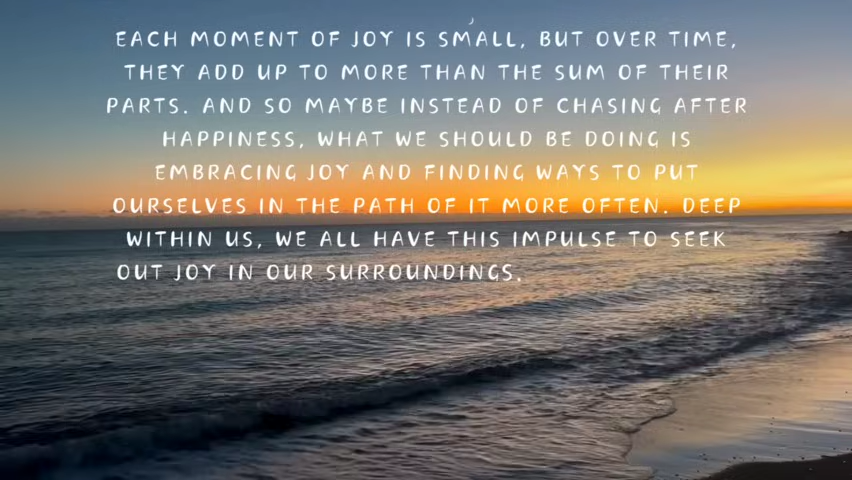 EACH MOMENT OF JOY IS SMALL, BUT OVER TIME,
THEY ADD UP TO MORE THAN THE SUM OF THEIR
PARTS. AND SO MAYBE INSTEAD OF CHASING AFTER
HAPPINESS, WHAT WE SHOULD BE DOING IS
EMBRACING JOY AND FINDING WAYS TO PUT
OURSELVES IN THE PATH OF IT MORE OFTEN. DEEP
WITHIN US, WE ALL HAVE THIS IMPULSE TO SEEK
OUT JOY IN OUR SURROUNDINGS.